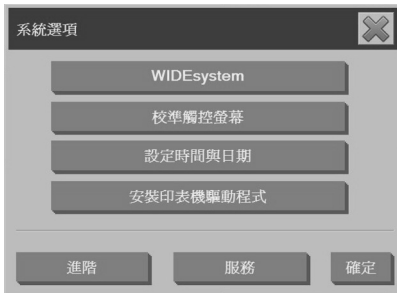 系統選項
WIDEsystem
校準觸控螢幕
設定時間與日期
安裝印表機驅動程式
進階
服務
確定